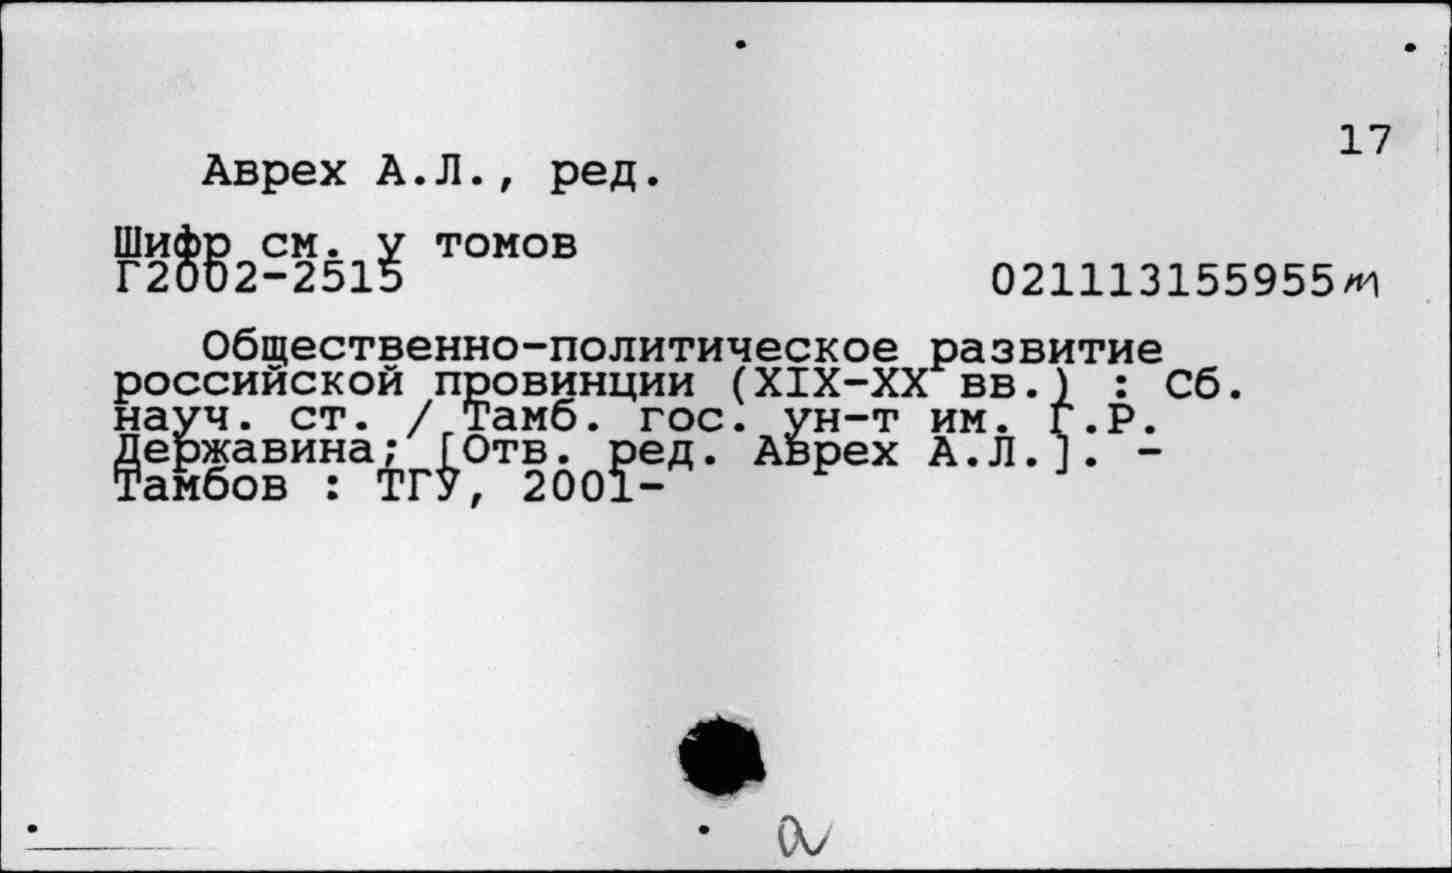 17
Аврех А.Л., ред.
Шифр см. у томов
Г2002-2515
021113155955
Общественно-политическое развитие
российской провинции (XIX-XX вв.) : Сб.
науч. ст. / Тамб. гос. ун-т им. Г.Р.
Державина; [Отв. ред. Аврех А.Л.]. -
Тамбов : ТГУ, 2001-